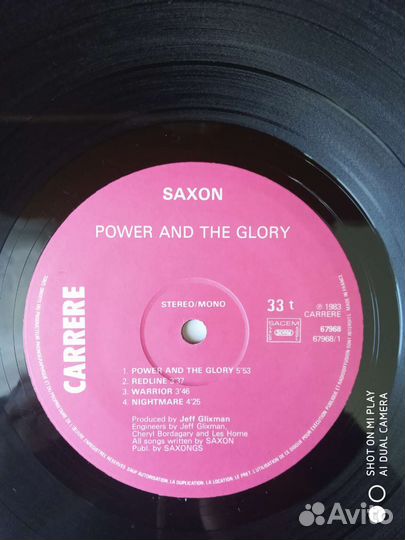 SAXON
POWER AND THE GLORY
CARRERE
STEREO/MONO
33 t
℗ 1983
CARRERE
SACEM
67968
67968/1
1 POWER AND THE GLORY 5'53
2 REDLINE 3'37
3 WARRIOR 3'46
4 NIGHTMARE 4'25
Produced by Jeff Glixman
Engineers by Jeff Glixman,
Cheryl Bordagary and Les Horne
All songs written by SAXON
Publ. by SAXONGS
SHOT ON MI PLAY
AI DUAL CAMERA
Avito